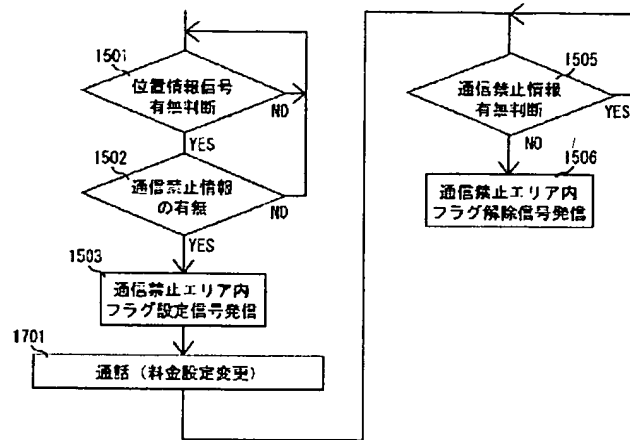 1501
位置情報信号
有無判断
NO
YES
1502
通信禁止情報
の有無
NO
YES
1503
通信禁止エリア内
フラグ設定信号発信
1701
通話（料金設定変更）
1505
通信禁止情報
有無判断
YES
NO
1506
通信禁止エリア内
フラグ解除信号発信